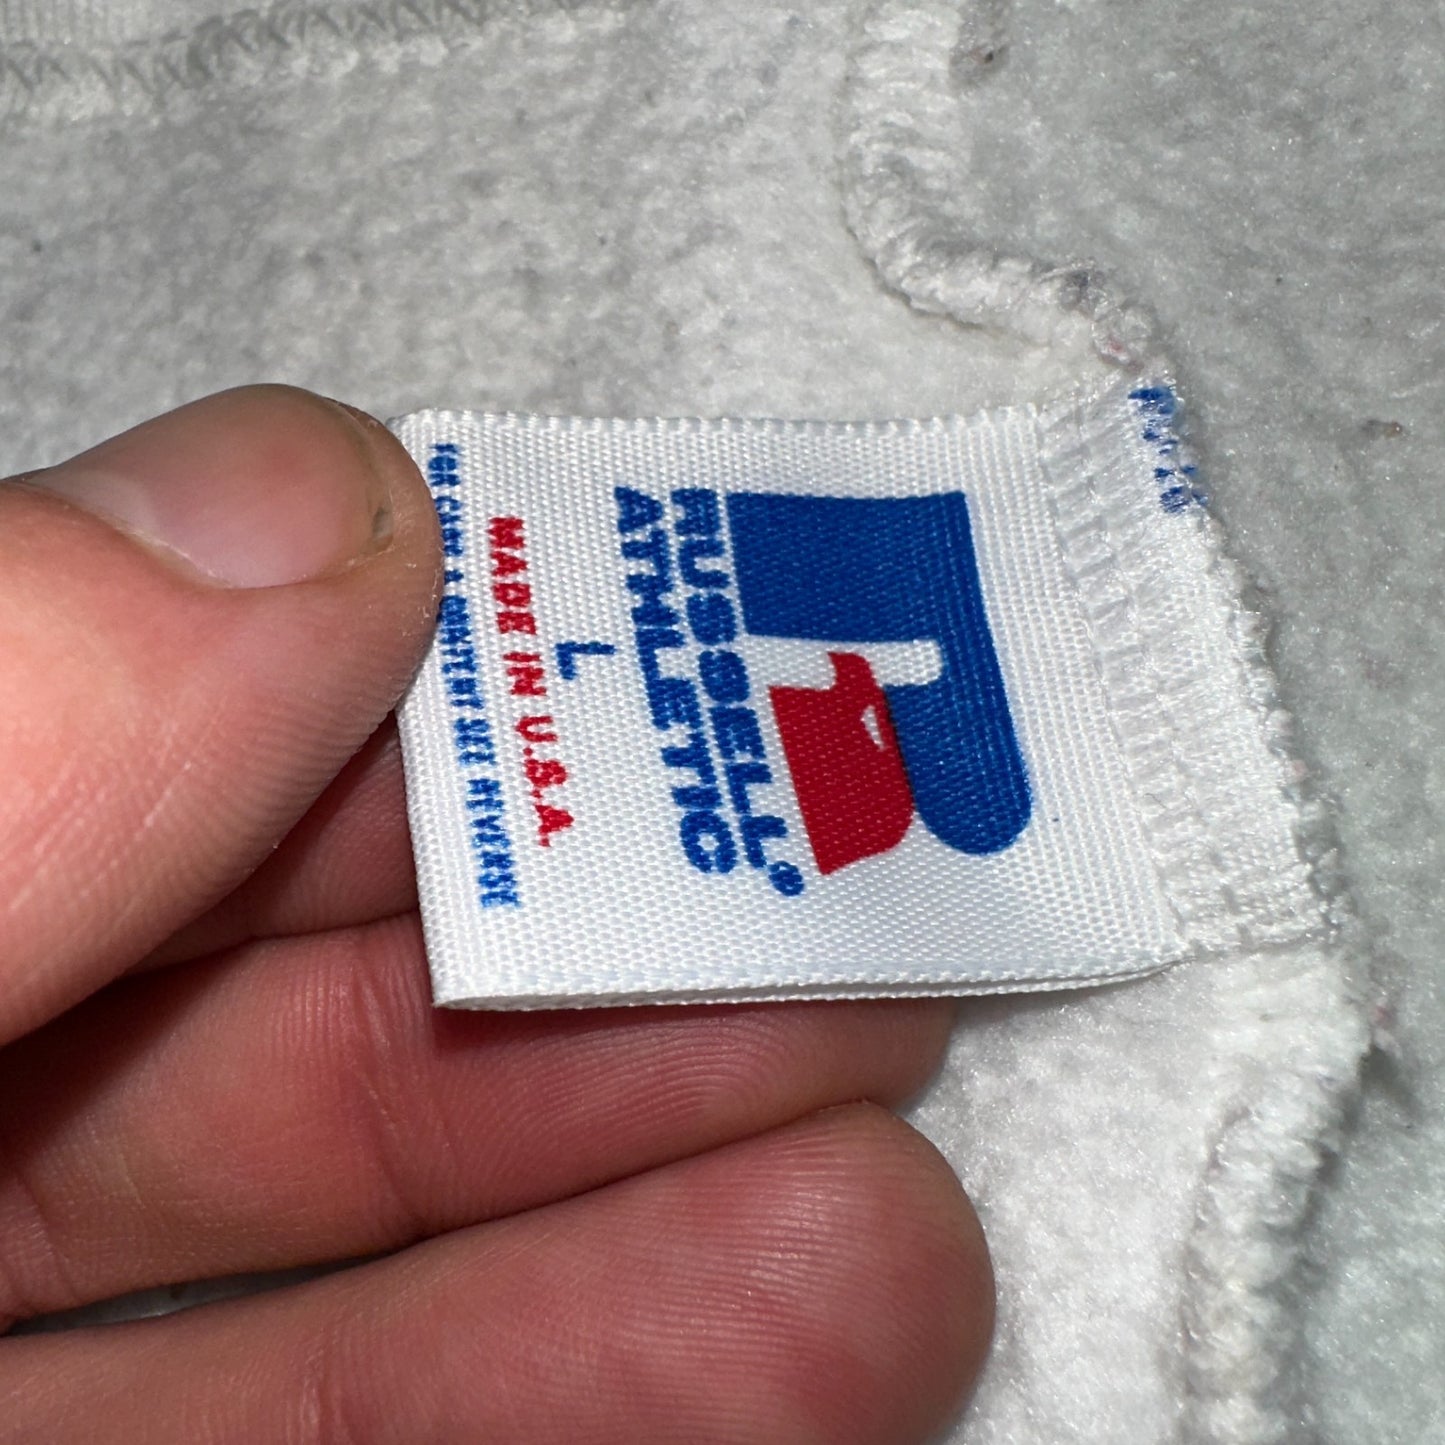 RUSSELL®
ATHLETIC
L
MADE IN U.S.A.
FOR CARE & CONTENT SEE REVERSE